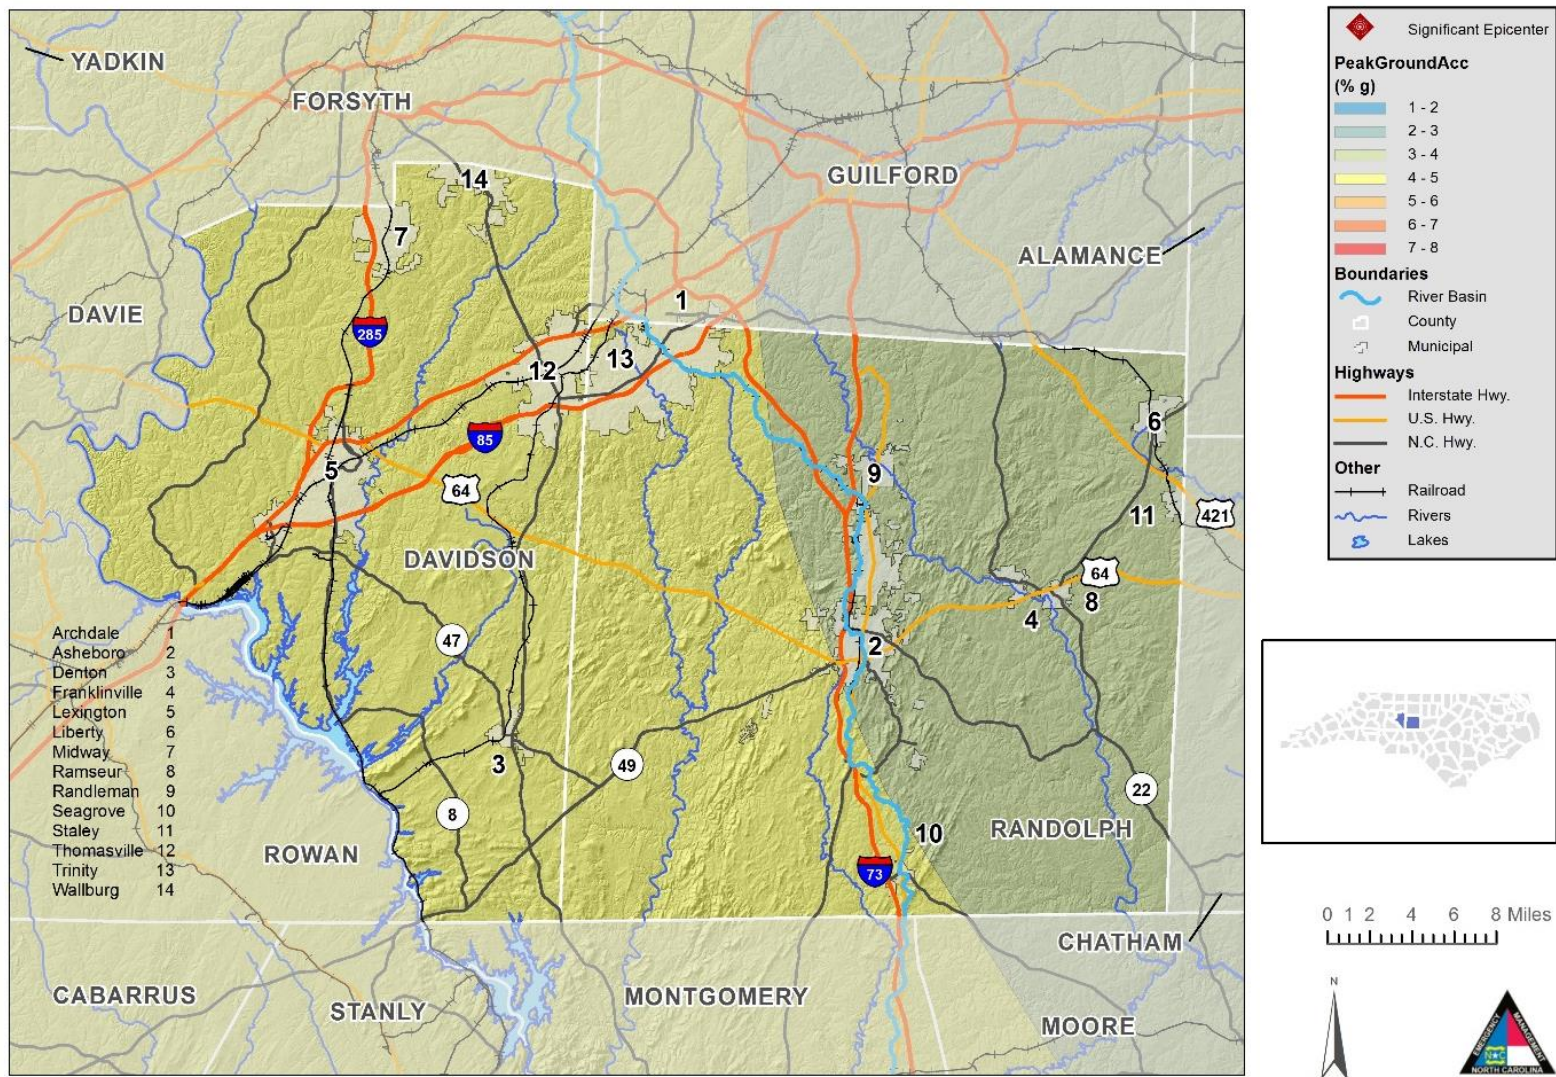 YADKIN
FORSYTH
GUILFORD
ALAMANCE
DAVIE
14
7
1
285
13
12
6
85
5
9
64
11
421
DAVIDSON
64
4
8
47
2
3
49
22
8
10
RANDOLPH
ROWAN
73
CHATHAM
CABARRUS
STANLY
MONTGOMERY
MOORE
Archdale 1
Asheboro 2
Denton 3
Franklinville 4
Lexington 5
Liberty 6
Midway 7
Ramseur 8
Randleman 9
Seagrove 10
Staley 11
Thomasville 12
Trinity 13
Wallburg 14
Significant Epicenter
PeakGroundAcc
(% g)
1 - 2
2 - 3
3 - 4
4 - 5
5 - 6
6 - 7
7 - 8
Boundaries
River Basin
County
Municipal
Highways
Interstate Hwy.
U.S. Hwy.
N.C. Hwy.
Other
Railroad
Rivers
Lakes
0 1 2 4 6 8 Miles
N
EMERGENCY
MANAGEMENT
NC
NORTH CAROLINA